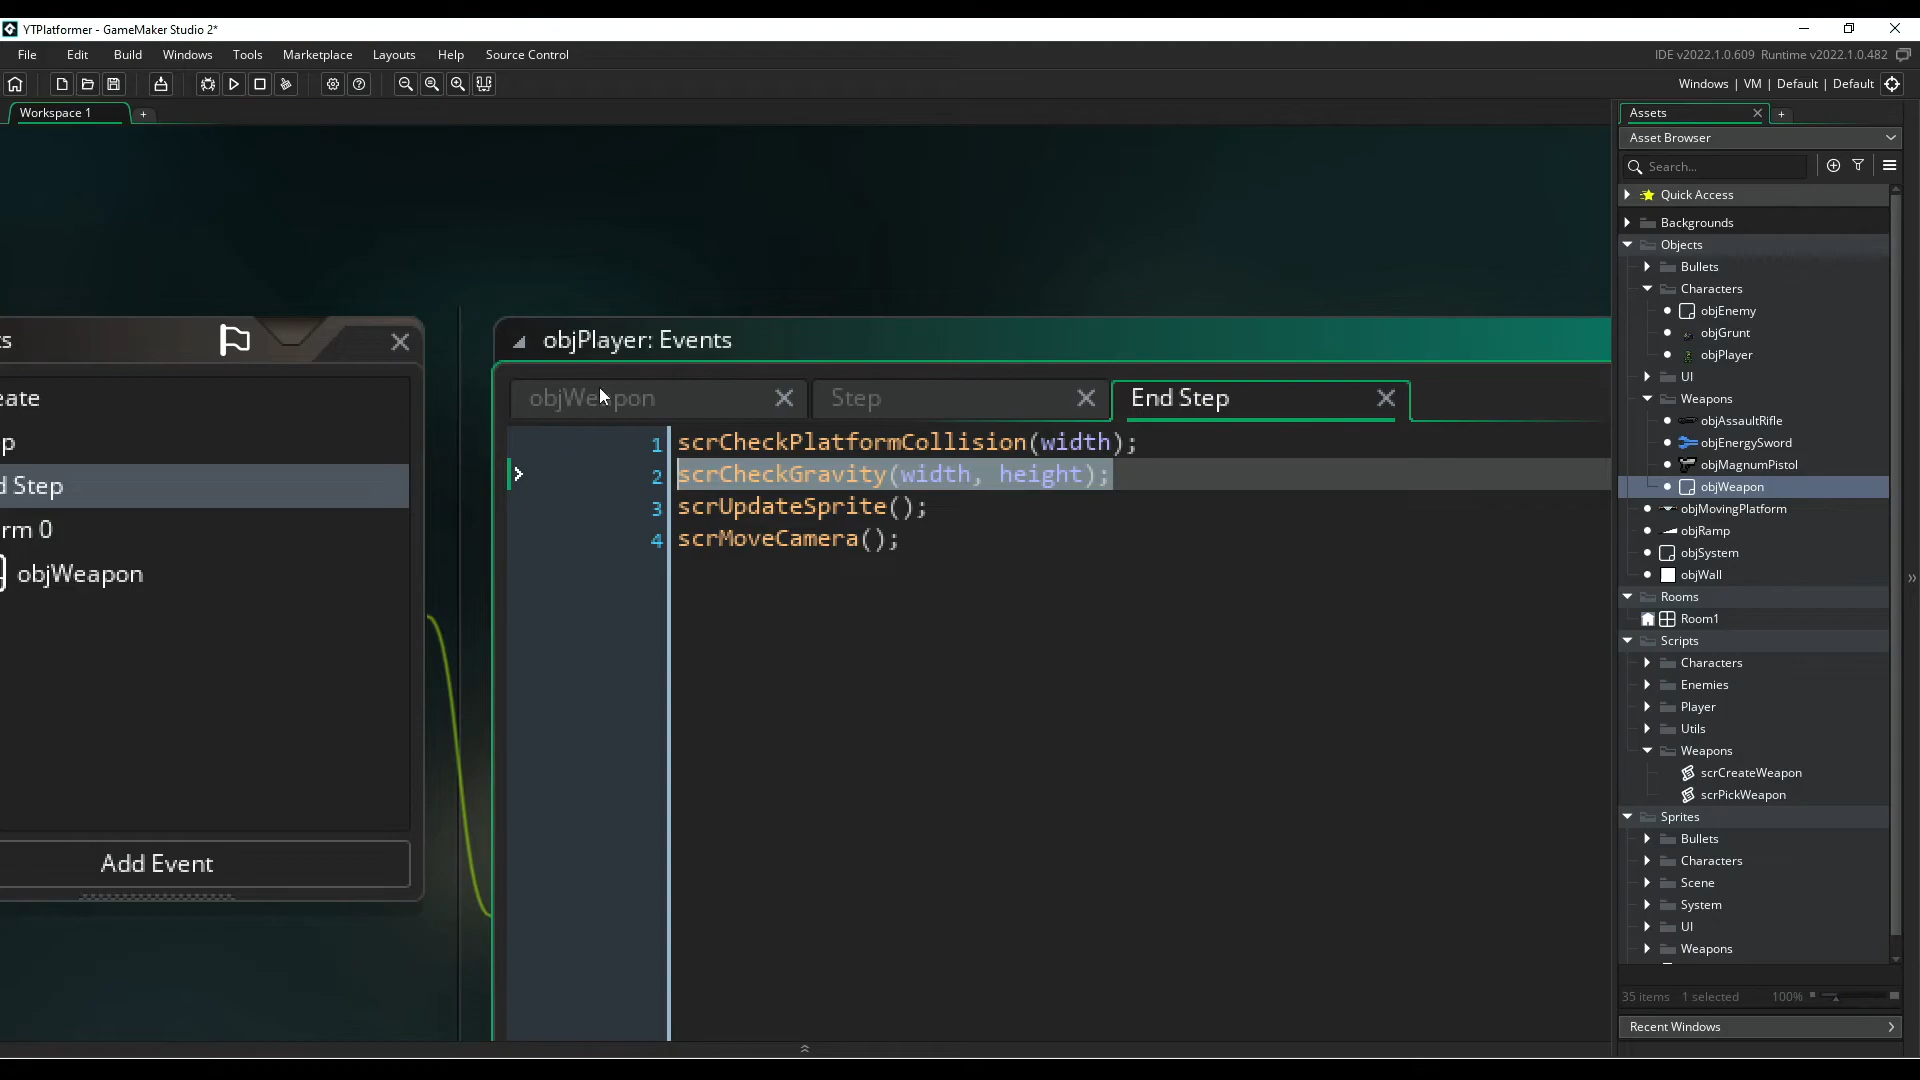 YTPlatformer - GameMaker Studio 2*
File Edit Build Windows Tools Marketplace Layouts Help Source Control
IDE v2022.1.0.609 Runtime v2022.1.0.482
Windows | VM | Default | Default
Workspace 1
objPlayer: Events
objWeapon
Step
End Step
1 scrCheckPlatformCollision(width);
2 scrCheckGravity(width, height);
3 scrUpdateSprite();
4 scrMoveCamera();
ts
eate
p
d Step
rm 0
objWeapon
Add Event
Assets
Asset Browser
Search...
Quick Access
Backgrounds
Objects
Bullets
Characters
objEnemy
objGrunt
objPlayer
UI
Weapons
objAssaultRifle
objEnergySword
objMagnumPistol
objWeapon
objMovingPlatform
objRamp
objSystem
objWall
Rooms
Room1
Scripts
Characters
Enemies
Player
Utils
Weapons
scrCreateWeapon
scrPickWeapon
Sprites
Bullets
Characters
Scene
System
UI
Weapons
35 items 1 selected 100%
Recent Windows